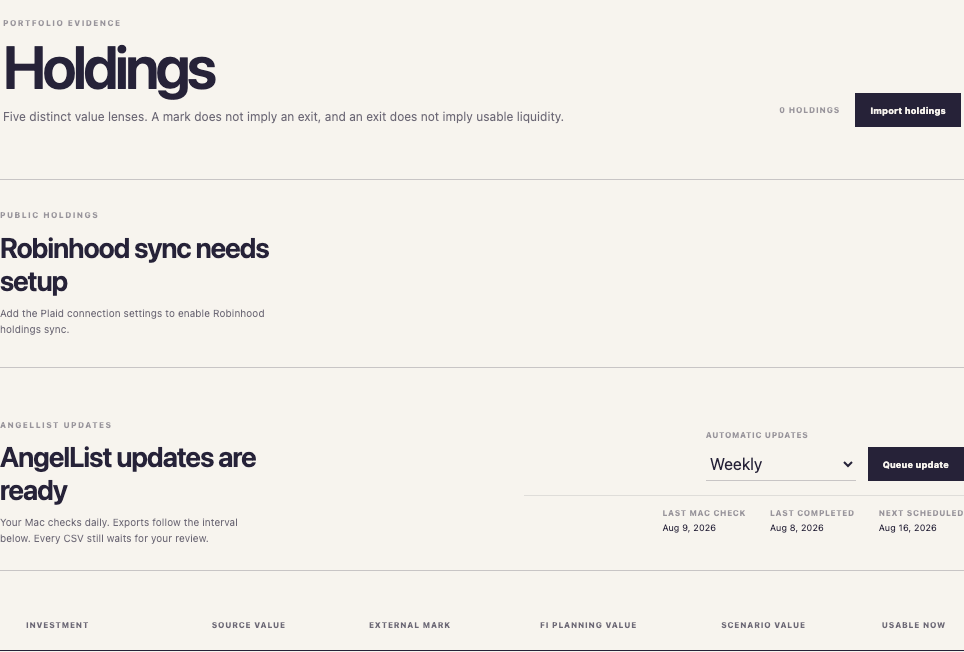 PORTFOLIO EVIDENCE
Holdings
Five distinct value lenses. A mark does not imply an exit, and an exit does not imply usable liquidity.
0 HOLDINGS
Import holdings
PUBLIC HOLDINGS
Robinhood sync needs
setup
Add the Plaid connection settings to enable Robinhood
holdings sync.
ANGELLIST UPDATES
AngelList updates are
ready
Your Mac checks daily. Exports follow the interval
below. Every CSV still waits for your review.
AUTOMATIC UPDATES
Weekly
Queue update
LAST MAC CHECK
Aug 9, 2026
LAST COMPLETED
Aug 8, 2026
NEXT SCHEDULED
Aug 16, 2026
INVESTMENT
SOURCE VALUE
EXTERNAL MARK
FI PLANNING VALUE
SCENARIO VALUE
USABLE NOW